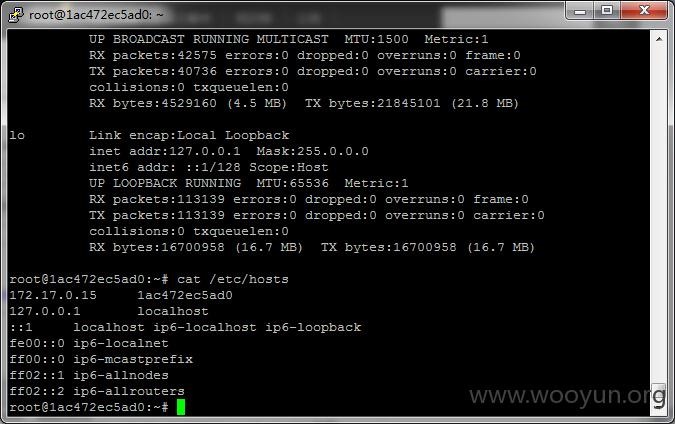 root@1ac472ec5ad0: ~
UP BROADCAST RUNNING MULTICAST  MTU:1500  Metric:1
RX packets:42575 errors:0 dropped:0 overruns:0 frame:0
TX packets:40736 errors:0 dropped:0 overruns:0 carrier:0
collisions:0 txqueuelen:0
RX bytes:4529160 (4.5 MB)  TX bytes:21845101 (21.8 MB)
lo        Link encap:Local Loopback
inet addr:127.0.0.1  Mask:255.0.0.0
inet6 addr: ::1/128 Scope:Host
UP LOOPBACK RUNNING  MTU:65536  Metric:1
RX packets:113139 errors:0 dropped:0 overruns:0 frame:0
TX packets:113139 errors:0 dropped:0 overruns:0 carrier:0
collisions:0 txqueuelen:0
RX bytes:16700958 (16.7 MB)  TX bytes:16700958 (16.7 MB)
root@1ac472ec5ad0:~# cat /etc/hosts
172.17.0.15     1ac472ec5ad0
127.0.0.1       localhost
::1     localhost ip6-localhost ip6-loopback
fe00::0 ip6-localnet
ff00::0 ip6-mcastprefix
ff02::1 ip6-allnodes
ff02::2 ip6-allrouters
root@1ac472ec5ad0:~#
www.wooyun.org